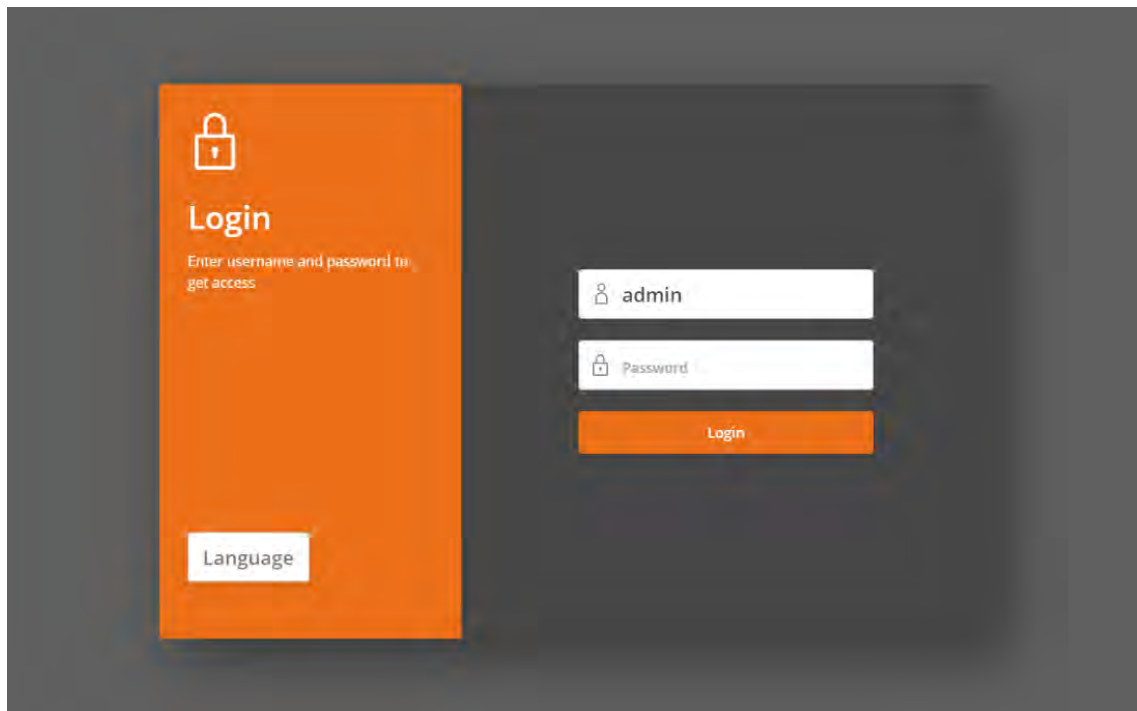 Login
Enter username and password to
get access
admin
Password
Login
Language